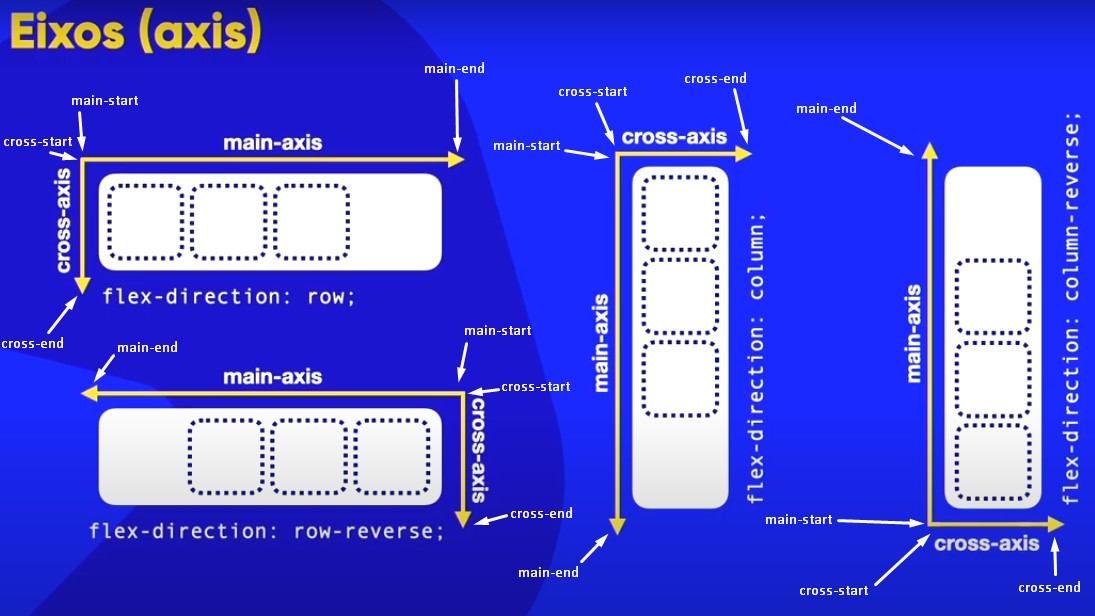 Eixos (axis)
main-start
main-end
cross-start
main-axis
cross-axis
flex-direction: row;
cross-end
main-end
main-start
main-axis
cross-start
cross-axis
cross-end
flex-direction: row-reverse;
cross-start
cross-end
main-start
cross-axis
main-axis
flex-direction: column;
main-end
main-end
main-axis
flex-direction: column-reverse;
main-start
cross-axis
cross-start
cross-end